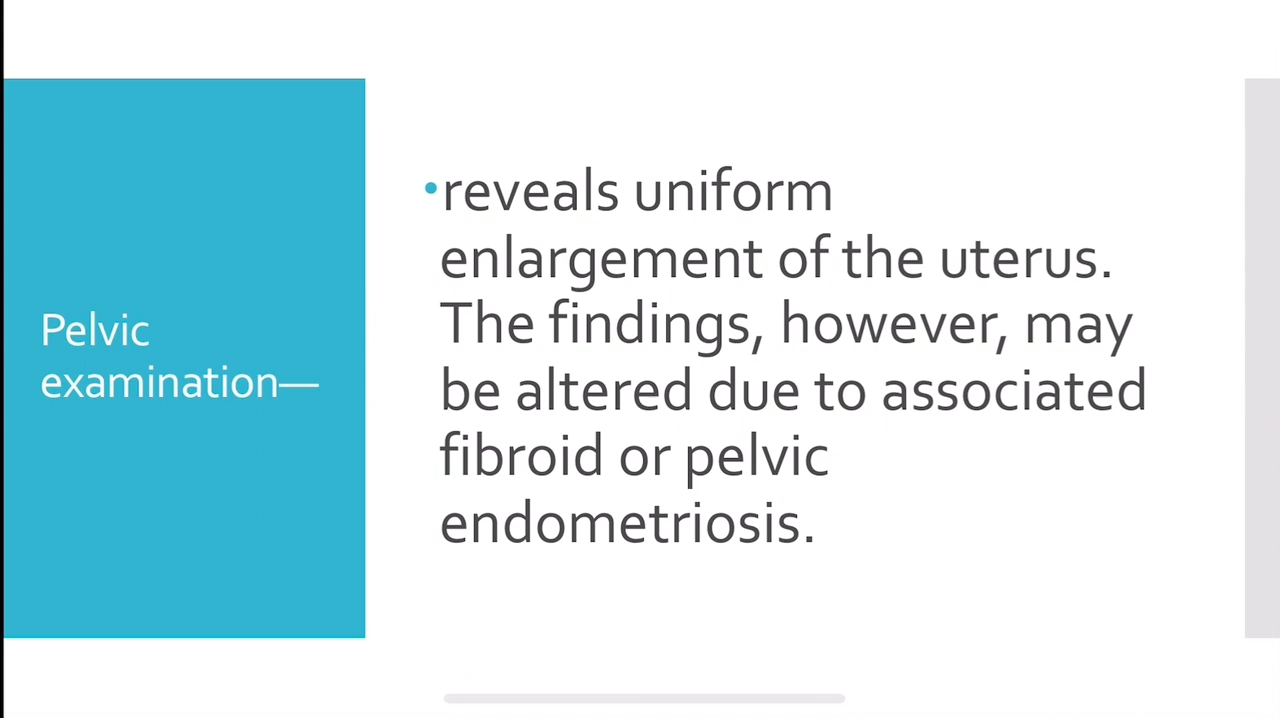 Pelvic
examination—
•reveals uniform
enlargement of the uterus.
The findings, however, may
be altered due to associated
fibroid or pelvic
endometriosis.